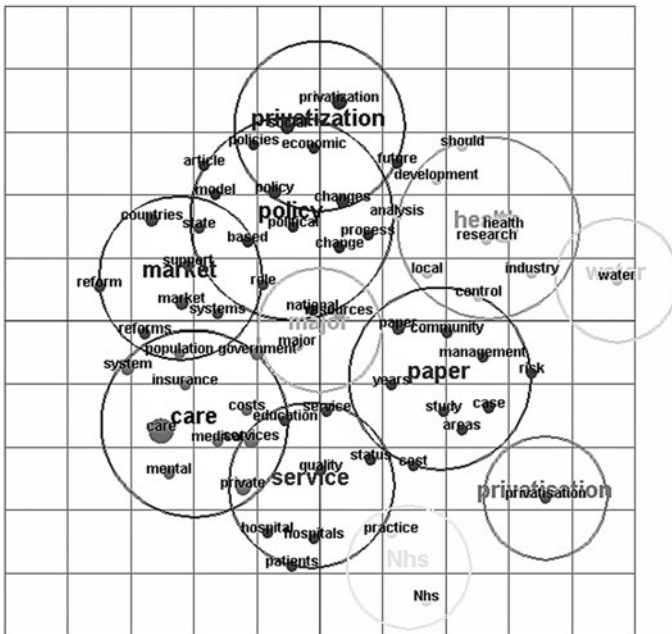 privatization
privatization
social
policies
economic
should
article
future
development
model
policy
changes
policy
analysis
countries
state
political
health
health
process
research
based
change
support
market
local
industry
water
water
reform
role
market
control
systems
national
resources
major
reforms
paper
community
major
population
government
management
system
paper
risk
insurance
years
costs
service
study
case
care
education
care
areas
medical
services
status
cost
quality
mental
service
private
privatisation
privatisation
hospital
hospitals
practice
patients
Nhs
Nhs